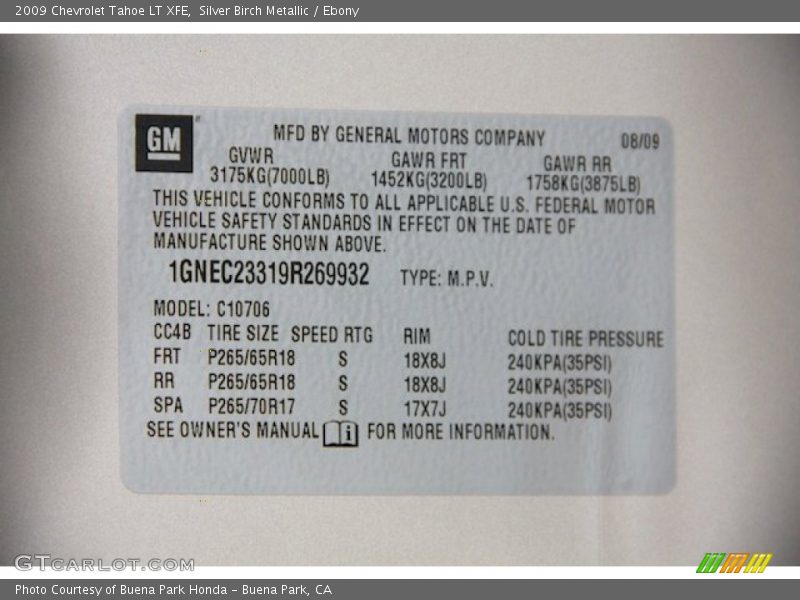 2009 Chevrolet Tahoe LT XFE, Silver Birch Metallic / Ebony
GM
MFD BY GENERAL MOTORS COMPANY 08/09
GVWR GAWR FRT GAWR RR
3175KG(7000LB) 1452KG(3200LB) 1758KG(3875LB)
THIS VEHICLE CONFORMS TO ALL APPLICABLE U.S. FEDERAL MOTOR
VEHICLE SAFETY STANDARDS IN EFFECT ON THE DATE OF
MANUFACTURE SHOWN ABOVE.
1GNEC23319R269932 TYPE: M.P.V.
MODEL: C10706
CC4B TIRE SIZE SPEED RTG RIM COLD TIRE PRESSURE
FRT P265/65R18 S 18X8J 240KPA(35PSI)
RR P265/65R18 S 18X8J 240KPA(35PSI)
SPA P265/70R17 S 17X7J 240KPA(35PSI)
SEE OWNER'S MANUAL i FOR MORE INFORMATION.
GTCARLOT.COM
Photo Courtesy of Buena Park Honda - Buena Park, CA